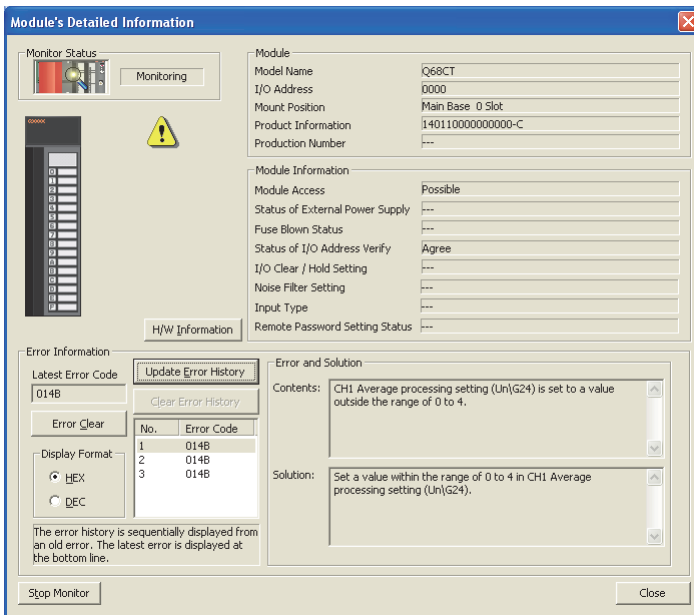 Module's Detailed Information
Monitor Status
Monitoring
Module
Model Name Q68CT
I/O Address 0000
Mount Position Main Base 0 Slot
Product Information 140110000000000-C
Production Number ---
Module Information
Module Access Possible
Status of External Power Supply ---
Fuse Blown Status ---
Status of I/O Address Verify Agree
I/O Clear / Hold Setting ---
Noise Filter Setting ---
Input Type ---
Remote Password Setting Status ---
H/W Information
Error Information
Latest Error Code
014B
Error Clear
Display Format
HEX
DEC
Update Error History
Clear Error History
No. Error Code
1 014B
2 014B
3 014B
The error history is sequentially displayed from
an old error. The latest error is displayed at
the bottom line.
Error and Solution
Contents: CH1 Average processing setting (Un\G24) is set to a value
outside the range of 0 to 4.
Solution: Set a value within the range of 0 to 4 in CH1 Average
processing setting (Un\G24).
Stop Monitor
Close